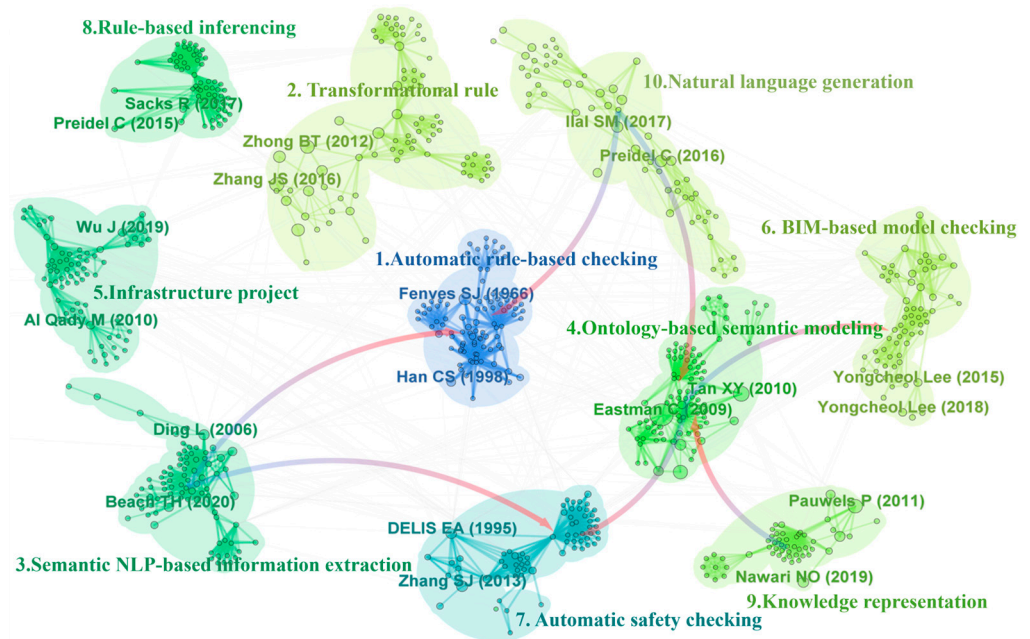 8.Rule-based inferencing
Sacks R (2017)
Preidel C (2015)
2. Transformational rule
Zhong BT (2012)
Zhang JS (2016)
10.Natural language generation
Ilal SM (2017)
Preidel C (2016)
6. BIM-based model checking
Yongcheol Lee (2015)
Yongcheol Lee (2018)
Wu J (2019)
5.Infrastructure project
Al Qady M (2010)
1.Automatic rule-based checking
Fenves SJ (1966)
Han CS (1998)
4.Ontology-based semantic modeling
Tan XY (2010)
Eastman C (2009)
Ding L (2006)
Beach TH (2020)
3.Semantic NLP-based information extraction
DELIS EA (1995)
Zhang SJ (2013)
7. Automatic safety checking
Pauwels P (2011)
Nawari NO (2019)
9.Knowledge representation